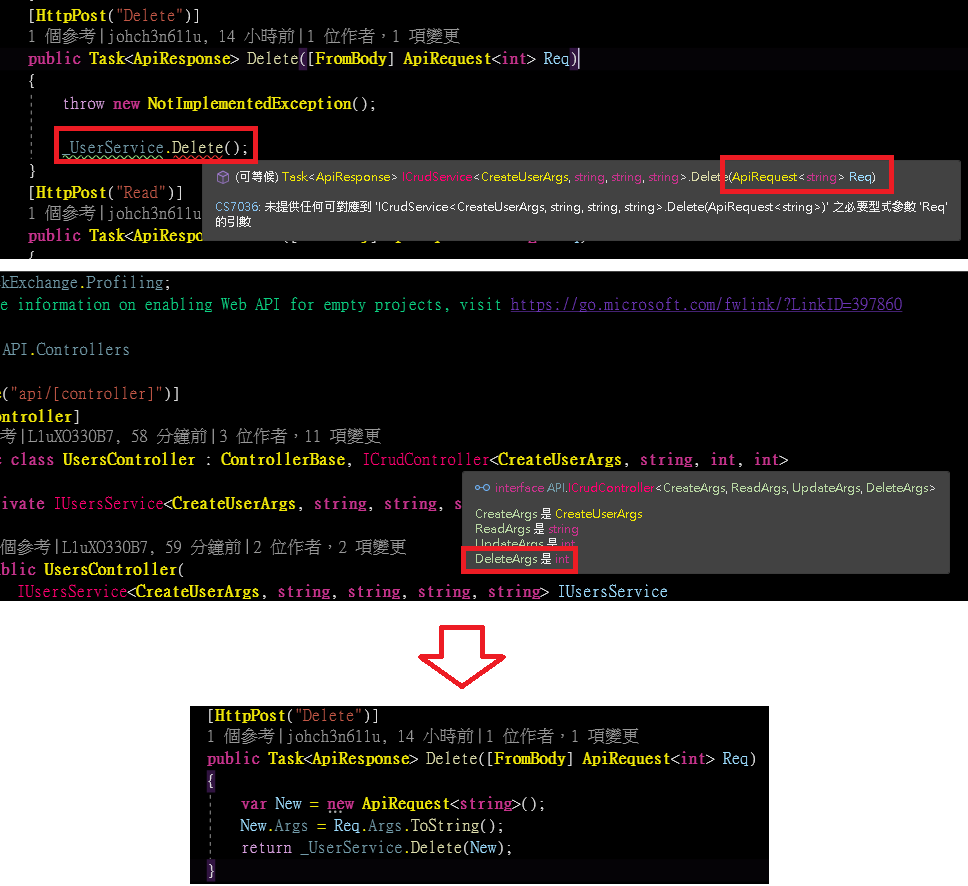 [HttpPost("Delete")]
1 個參考|johch3n611u, 14 小時前|1 位作者，1 項變更
public Task<ApiResponse> Delete([FromBody] ApiRequest<int> Req)
{
throw new NotImplementedException();
_UserService.Delete();
(可等候) Task<ApiResponse> ICrudService<CreateUserArgs, string, string, string>.Delete(ApiRequest<string> Req)
CS7036: 未提供任何可對應到 'ICrudService<CreateUserArgs, string, string, string>.Delete(ApiRequest<string>)' 之必要型式參數 'Req'
的引數
}
[HttpPost("Read")]
1 個參考|johch3n611u
public Task<ApiRespo
{
kExchange.Profiling;
e information on enabling Web API for empty projects, visit https://go.microsoft.com/fwlink/?LinkID=397860
API.Controllers
("api/[controller]")]
ontroller]
考|L1uXO330B7, 58 分鐘前|3 位作者，11 項變更
class UsersController : ControllerBase, ICrudController<CreateUserArgs, string, int, int>
interface API.ICrudController<CreateArgs, ReadArgs, UpdateArgs, DeleteArgs>
ivate IUsersService<CreateUserArgs, string, string, s
CreateArgs 是 CreateUserArgs
ReadArgs 是 string
UpdateArgs 是 int
個參考|L1uXO330B7, 59 分鐘前|2 位作者，2 項變更
DeleteArgs 是 int
blic UsersController(
IUsersService<CreateUserArgs, string, string, string, string> IUsersService
[HttpPost("Delete")]
1 個參考|johch3n611u, 14 小時前|1 位作者，1 項變更
public Task<ApiResponse> Delete([FromBody] ApiRequest<int> Req)
{
var New = new ApiRequest<string>();
New.Args = Req.Args.ToString();
return _UserService.Delete(New);
}